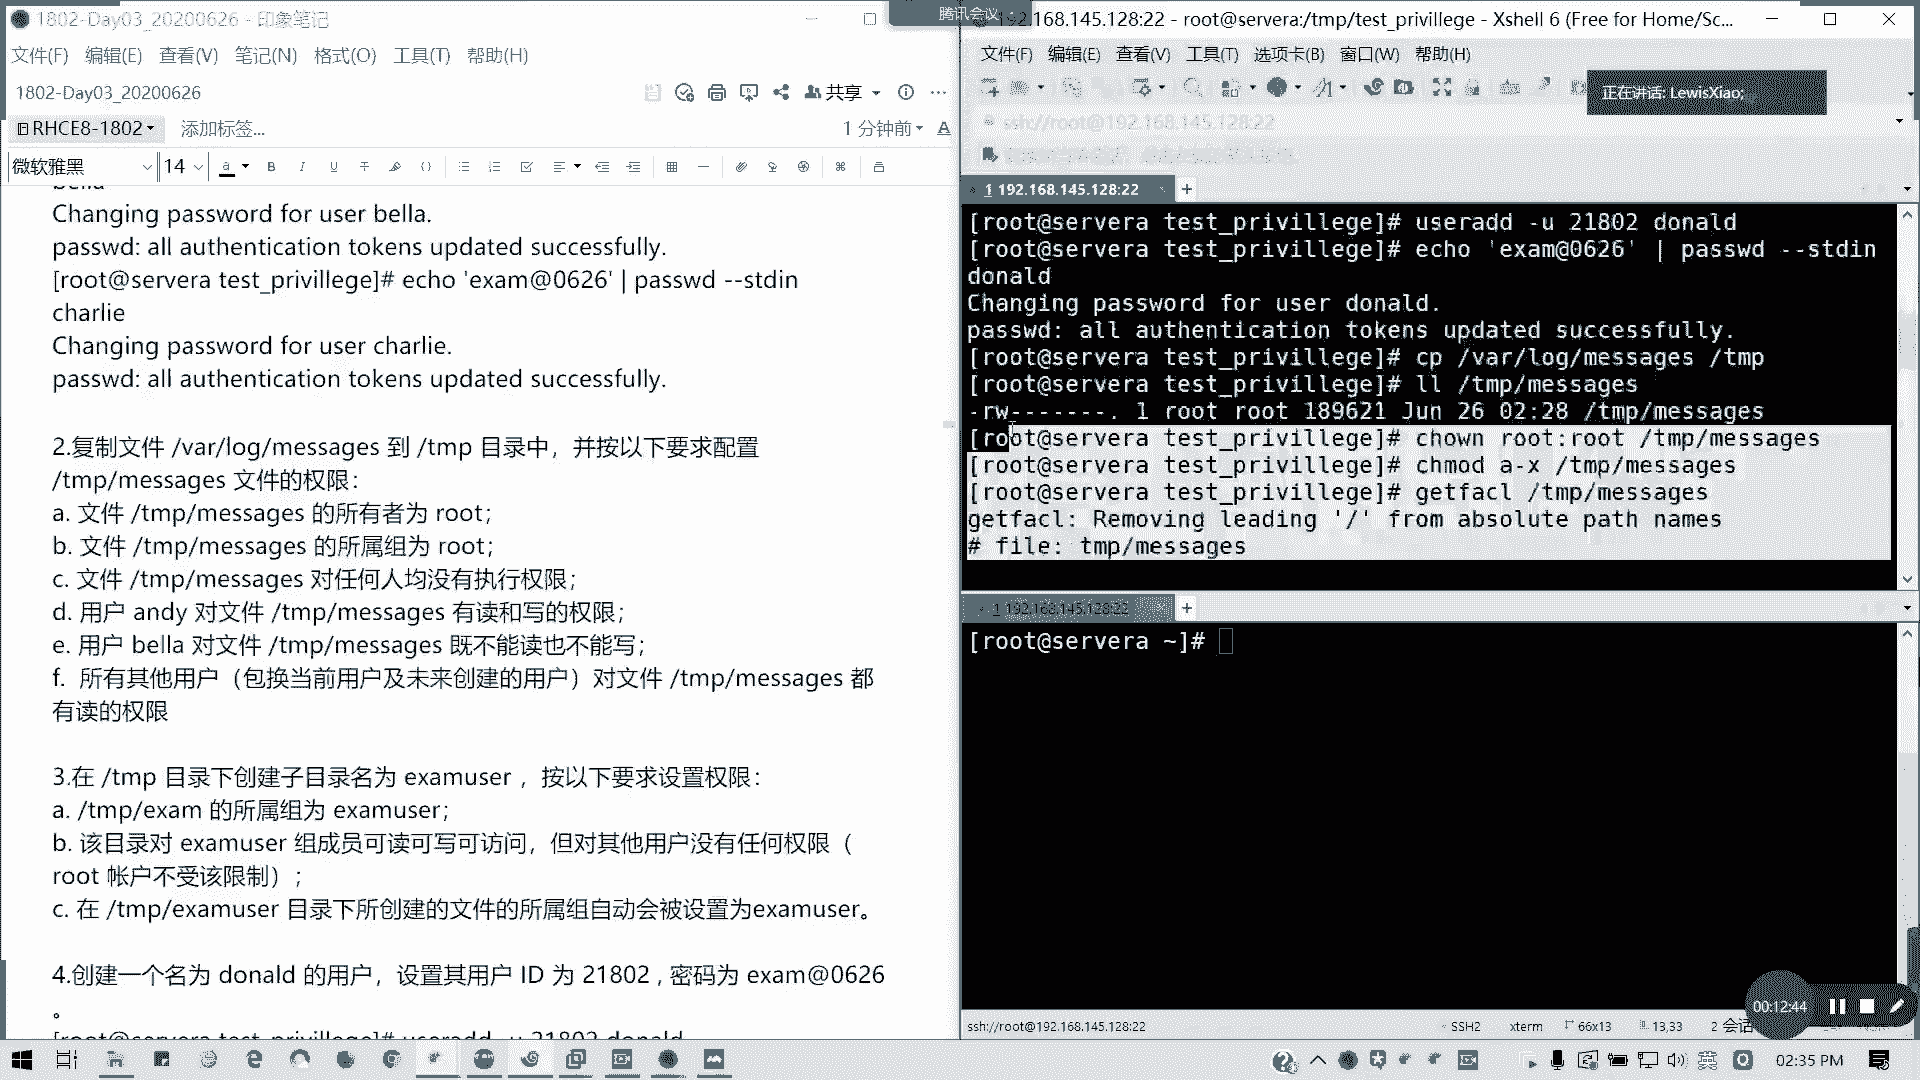 1802-Day03_20200626 - 印象笔记
文件(F) 编辑(E) 查看(V) 笔记(N) 格式(O) 工具(T) 帮助(H)
1802-Day03_20200626
共享
RHCE8-1802
添加标签...
1 分钟前
微软雅黑
14
bella
Changing password for user bella.
passwd: all authentication tokens updated successfully.
[root@servera test_privillege]# echo 'exam@0626' | passwd --stdin
charlie
Changing password for user charlie.
passwd: all authentication tokens updated successfully.
2.复制文件 /var/log/messages 到 /tmp 目录中，并按以下要求配置
/tmp/messages 文件的权限：
a. 文件 /tmp/messages 的所有者为 root；
b. 文件 /tmp/messages 的所属组为 root；
c. 文件 /tmp/messages 对任何人均没有执行权限；
d. 用户 andy 对文件 /tmp/messages 有读和写的权限；
e. 用户 bella 对文件 /tmp/messages 既不能读也不能写；
f. 所有其他用户（包换当前用户及未来创建的用户）对文件 /tmp/messages 都
有读的权限
3.在 /tmp 目录下创建子目录名为 examuser ，按以下要求设置权限：
a. /tmp/exam 的所属组为 examuser；
b. 该目录对 examuser 组成员可读可写可访问，但对其他用户没有任何权限（
root 帐户不受该限制）；
c. 在 /tmp/examuser 目录下所创建的文件的所属组自动会被设置为examuser。
4.创建一个名为 donald 的用户，设置其用户 ID 为 21802 , 密码为 exam@0626
。
[root@servera test_privillege]# useradd -u 21802 donald
腾讯会议
192.168.145.128:22 - root@servera:/tmp/test_privillege - Xshell 6 (Free for Home/Sc...
文件(F) 编辑(E) 查看(V) 工具(T) 选项卡(B) 窗口(W) 帮助(H)
正在讲话: LewisXiao;
ssh://root@192.168.145.128:22
1 192.168.145.128:22
[root@servera test_privillege]# useradd -u 21802 donald
[root@servera test_privillege]# echo 'exam@0626' | passwd --stdin
donald
Changing password for user donald.
passwd: all authentication tokens updated successfully.
[root@servera test_privillege]# cp /var/log/messages /tmp
[root@servera test_privillege]# ll /tmp/messages
-rw-------. 1 root root 189621 Jun 26 02:28 /tmp/messages
[root@servera test_privillege]# chown root:root /tmp/messages
[root@servera test_privillege]# chmod a-x /tmp/messages
[root@servera test_privillege]# getfacl /tmp/messages
getfacl: Removing leading '/' from absolute path names
# file: tmp/messages
1 192.168.145.128:22
[root@servera ~]#
00:12:44
ssh://root@192.168.145.128:22
SSH2
xterm
66x13
13,33
2 会话
英
02:35 PM